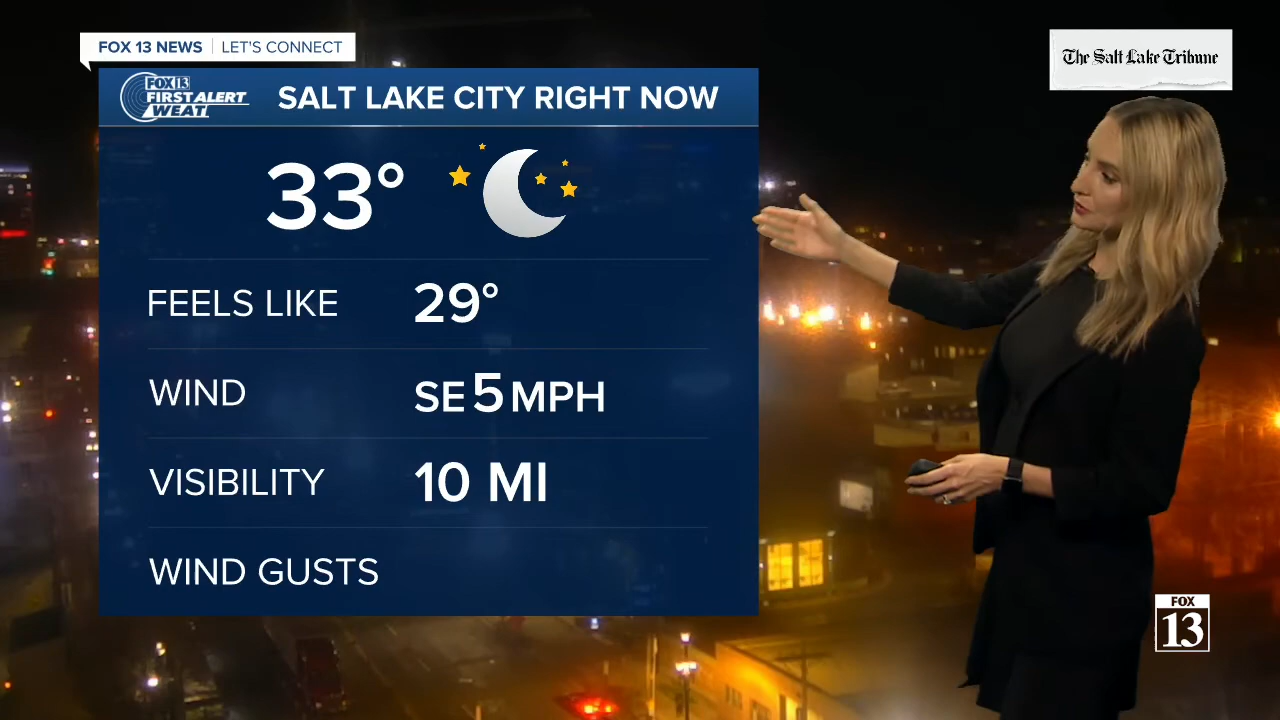 FOX 13 NEWS | LET'S CONNECT
The Salt Lake Tribune
FOX 13
FIRST ALERT
WEAT
SALT LAKE CITY RIGHT NOW
33°
FEELS LIKE 29°
WIND SE 5 MPH
VISIBILITY 10 MI
WIND GUSTS
FOX
13